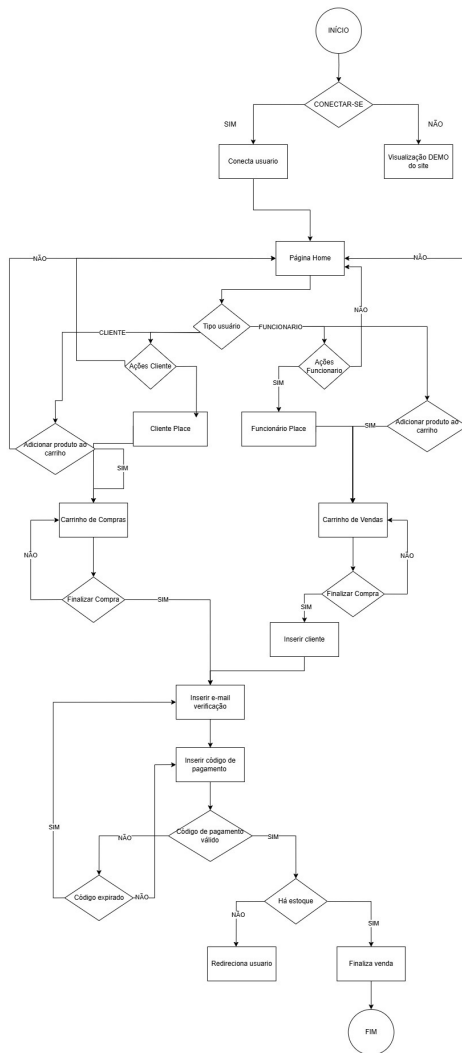 INÍCIO
CONECTAR-SE
SIM
NÃO
Conecta usuario
Visualização DEMO
do site
Página Home
NÃO
NÃO
NÃO
Tipo usuário
CLIENTE
FUNCIONARIO
Ações Cliente
Ações
Funcionario
SIM
Cliente Place
Funcionário Place
SIM
Adicionar produto ao
carriho
Adicionar produto ao
carriho
SIM
Carrinho de Compras
Carrinho de Vendas
NÃO
NÃO
Finalizar Compra
SIM
Finalizar Compra
SIM
Inserir cliente
Inserir e-mail
verificação
Inserir código de
pagamento
SIM
Código de pagamento
válido
NÃO
SIM
Código expirado
NÃO
Há estoque
NÃO
SIM
Redireciona usuario
Finaliza venda
FIM